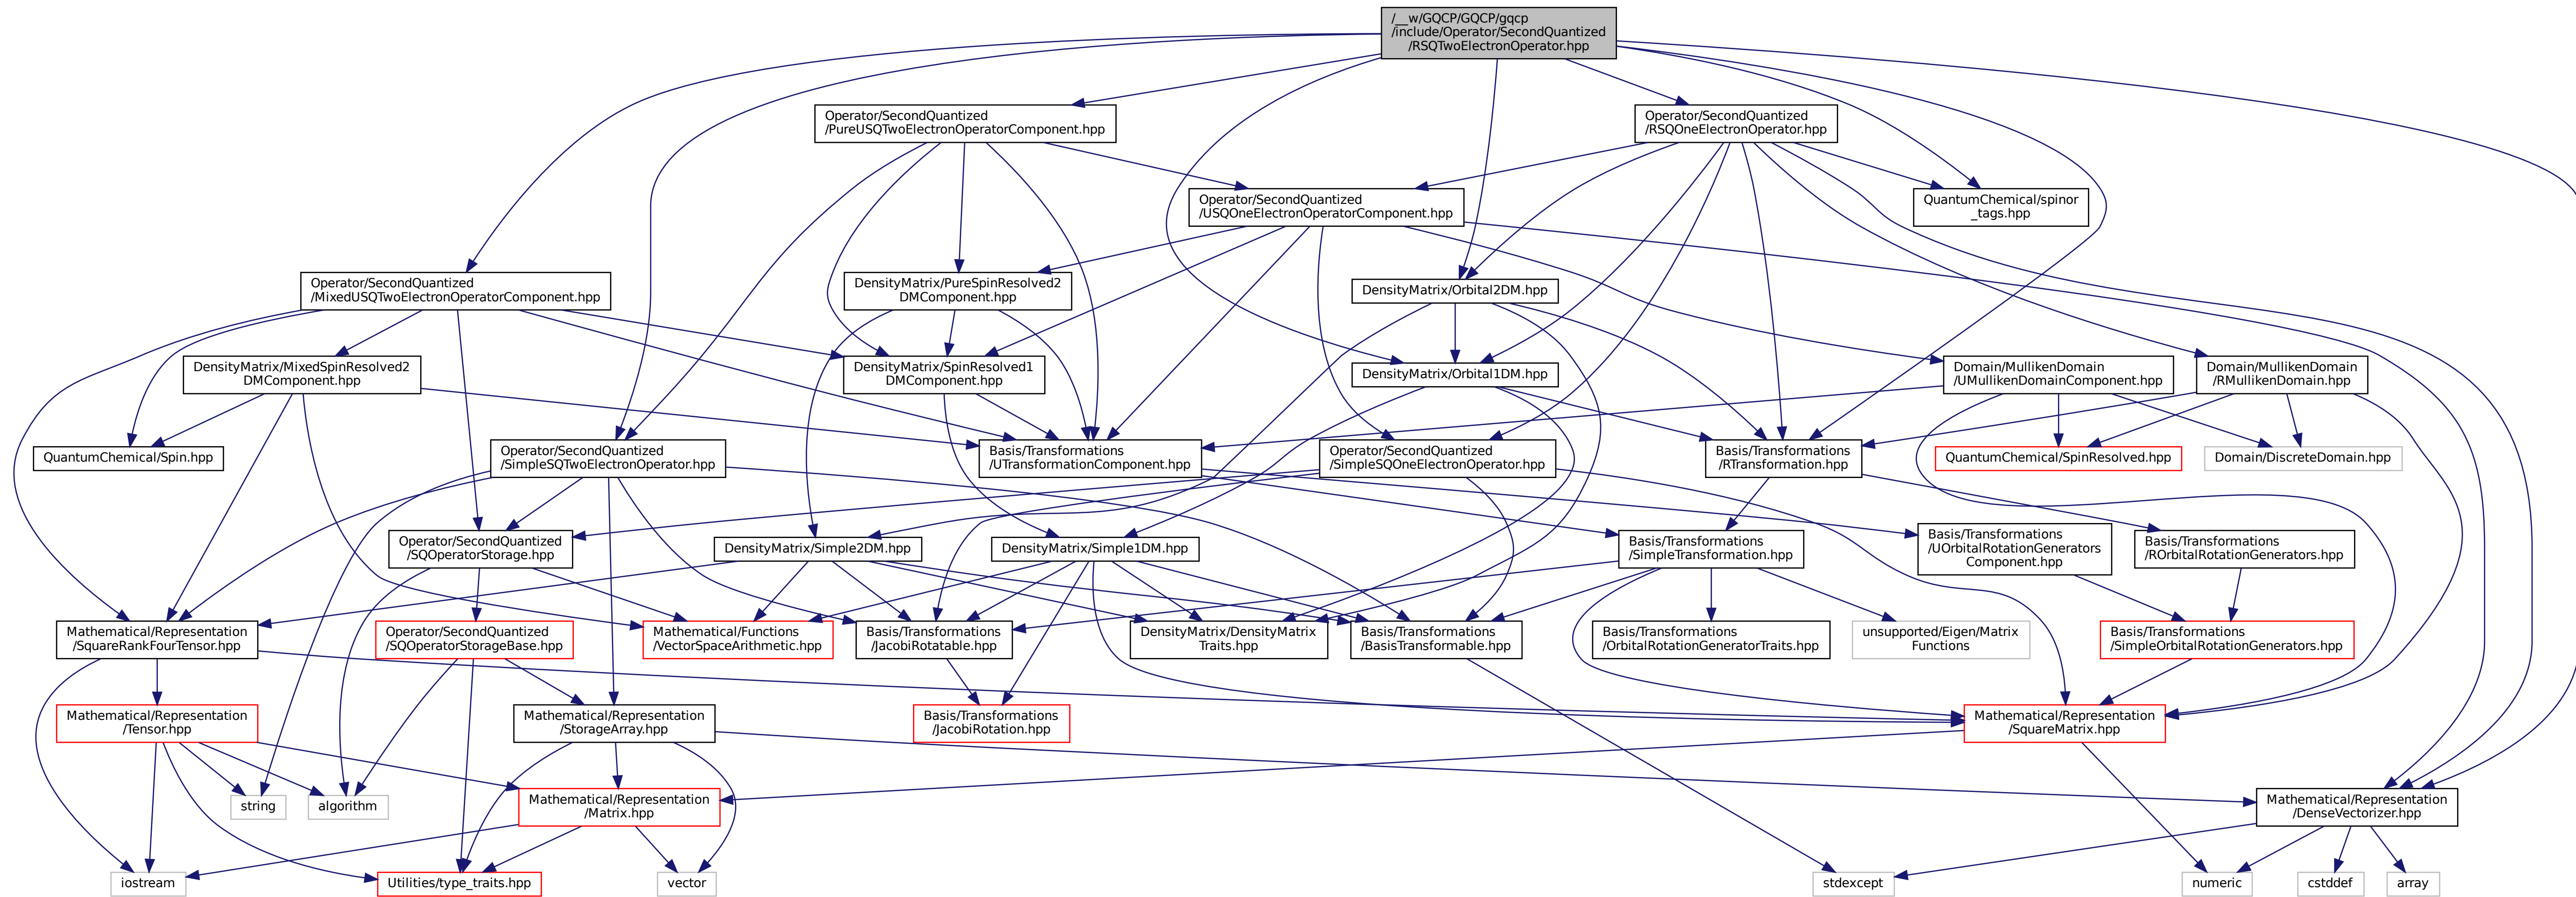 /__w/GQCP/GQCP/gqcp
/include/Operator/SecondQuantized
/RSQTwoElectronOperator.hpp
Operator/SecondQuantized
/PureUSQTwoElectronOperatorComponent.hpp
Operator/SecondQuantized
/RSQOneElectronOperator.hpp
Operator/SecondQuantized
/USQOneElectronOperatorComponent.hpp
QuantumChemical/spinor
_tags.hpp
Operator/SecondQuantized
/MixedUSQTwoElectronOperatorComponent.hpp
DensityMatrix/PureSpinResolved2
DMComponent.hpp
DensityMatrix/Orbital2DM.hpp
DensityMatrix/MixedSpinResolved2
DMComponent.hpp
DensityMatrix/SpinResolved1
DMComponent.hpp
DensityMatrix/Orbital1DM.hpp
Domain/MullikenDomain
/UMullikenDomainComponent.hpp
Domain/MullikenDomain
/RMullikenDomain.hpp
QuantumChemical/Spin.hpp
Operator/SecondQuantized
/SimpleSQTwoElectronOperator.hpp
Basis/Transformations
/UTransformationComponent.hpp
Operator/SecondQuantized
/SimpleSQOneElectronOperator.hpp
Basis/Transformations
/RTransformation.hpp
QuantumChemical/SpinResolved.hpp
Domain/DiscreteDomain.hpp
Operator/SecondQuantized
/SQOperatorStorage.hpp
DensityMatrix/Simple2DM.hpp
DensityMatrix/Simple1DM.hpp
Basis/Transformations
/SimpleTransformation.hpp
Basis/Transformations
/UOrbitalRotationGenerators
Component.hpp
Basis/Transformations
/ROrbitalRotationGenerators.hpp
Mathematical/Representation
/SquareRankFourTensor.hpp
Operator/SecondQuantized
/SQOperatorStorageBase.hpp
Mathematical/Functions
/VectorSpaceArithmetic.hpp
Basis/Transformations
/JacobiRotatable.hpp
DensityMatrix/DensityMatrix
Traits.hpp
Basis/Transformations
/BasisTransformable.hpp
Basis/Transformations
/OrbitalRotationGeneratorTraits.hpp
unsupported/Eigen/Matrix
Functions
Basis/Transformations
/SimpleOrbitalRotationGenerators.hpp
Mathematical/Representation
/Tensor.hpp
Mathematical/Representation
/StorageArray.hpp
Basis/Transformations
/JacobiRotation.hpp
Mathematical/Representation
/SquareMatrix.hpp
string
algorithm
Mathematical/Representation
/Matrix.hpp
Mathematical/Representation
/DenseVectorizer.hpp
iostream
Utilities/type_traits.hpp
vector
stdexcept
numeric
cstddef
array